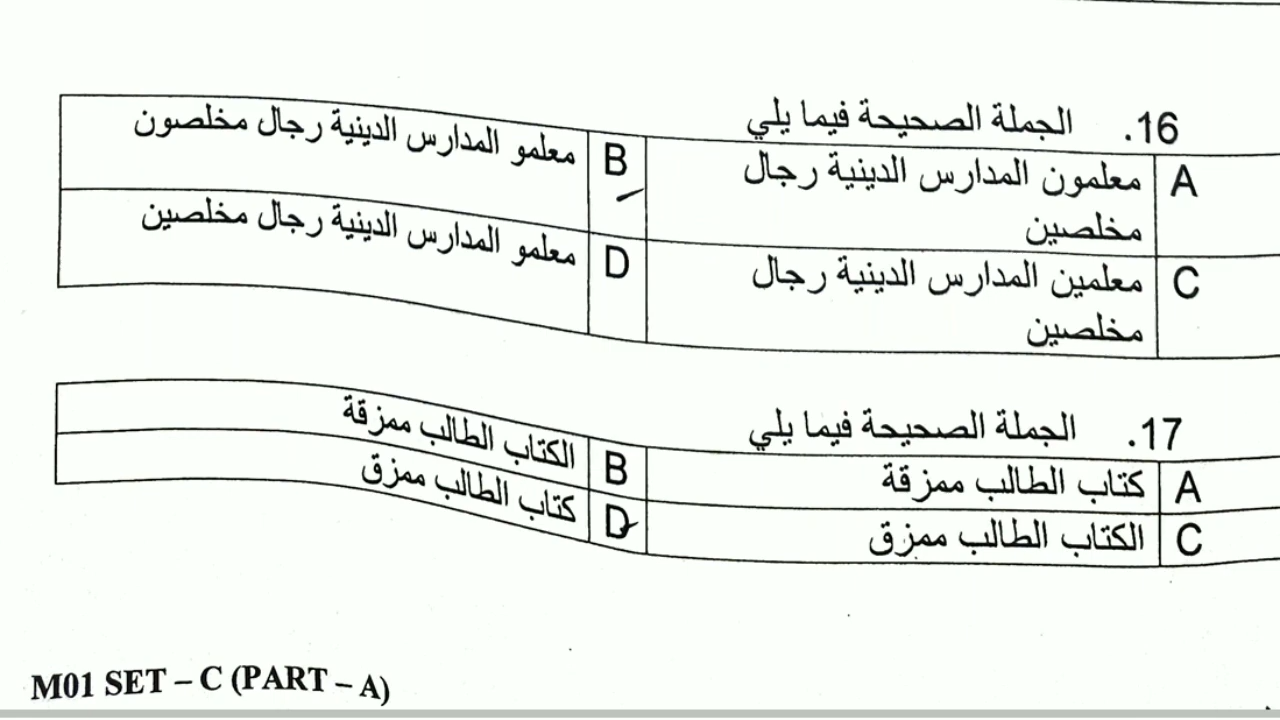 16. الجملة الصحيحة فيما يلي
A معلمون المدارس الدينية رجال
مخلصين
B معلمو المدارس الدينية رجال مخلصون
C معلمين المدارس الدينية رجال
مخلصين
D معلمو المدارس الدينية رجال مخلصين
17. الجملة الصحيحة فيما يلي
A كتاب الطالب ممزقة
B الكتاب الطالب ممزقة
C الكتاب الطالب ممزق
D كتاب الطالب ممزق
M01 SET – C (PART – A)